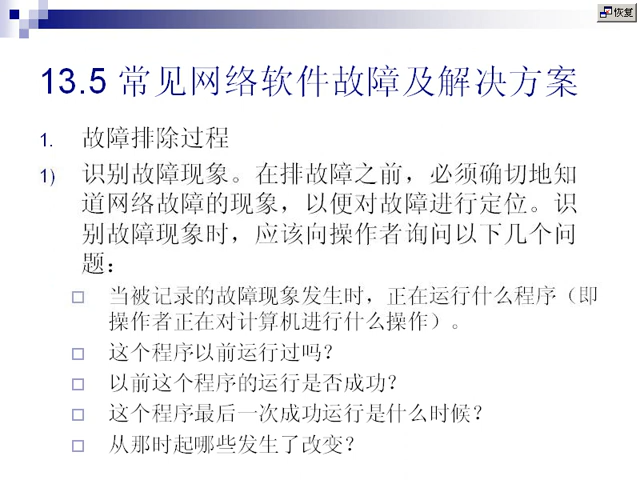 恢复
13.5 常见网络软件故障及解决方案
1. 故障排除过程
1) 识别故障现象。在排故障之前，必须确切地知
道网络故障的现象，以便对故障进行定位。识
别故障现象时，应该向操作者询问以下几个问
题：
当被记录的故障现象发生时，正在运行什么程序（即
操作者正在对计算机进行什么操作）。
这个程序以前运行过吗？
以前这个程序的运行是否成功？
这个程序最后一次成功运行是什么时候？
从那时起哪些发生了改变？